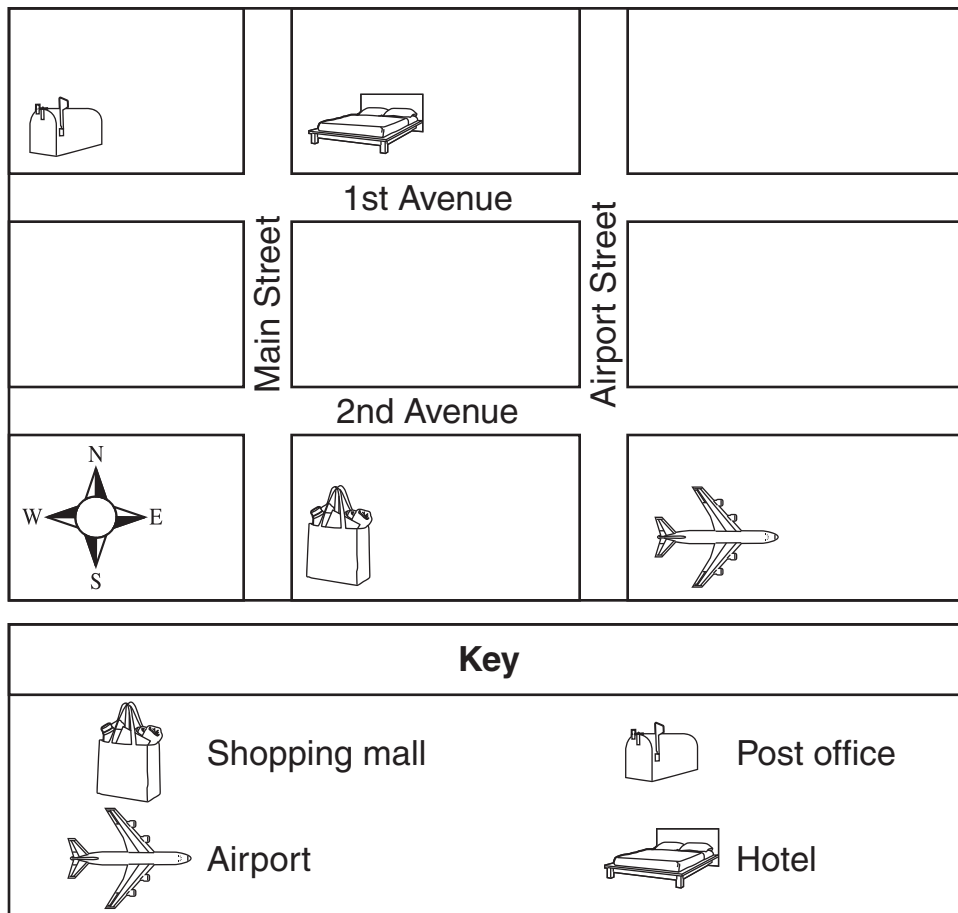 1st Avenue
Main Street
Airport Street
2nd Avenue
N
W
E
S
Key
Shopping mall
Post office
Airport
Hotel